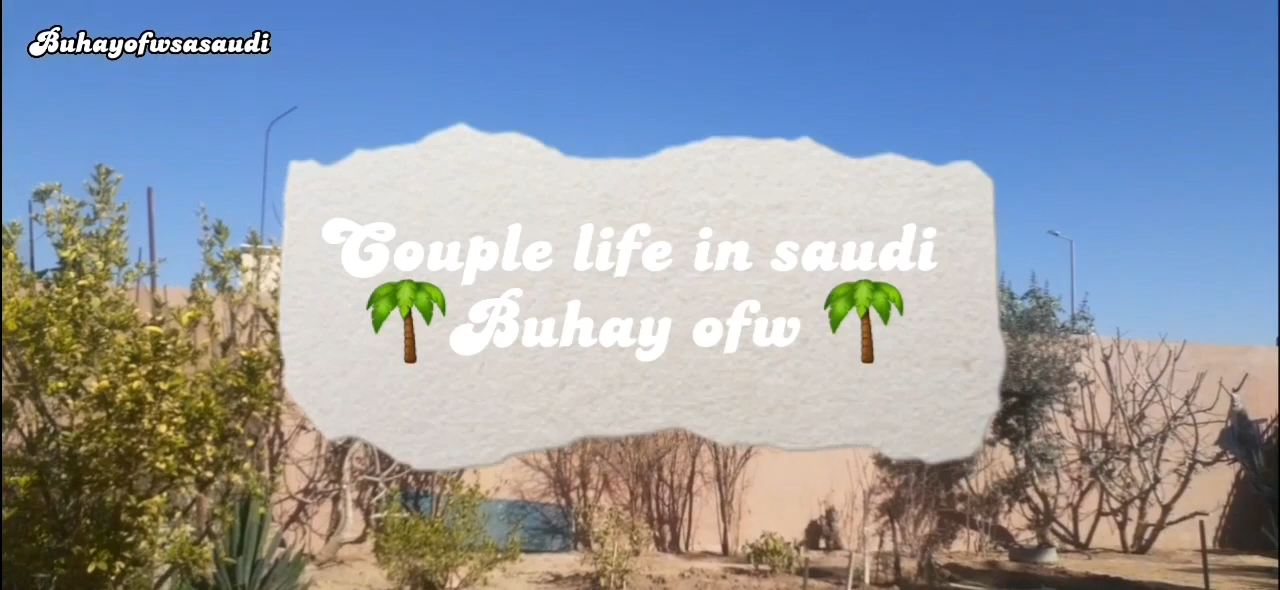 Buhayofwsasaudi
Couple life in saudi
🌴Buhay ofw 🌴